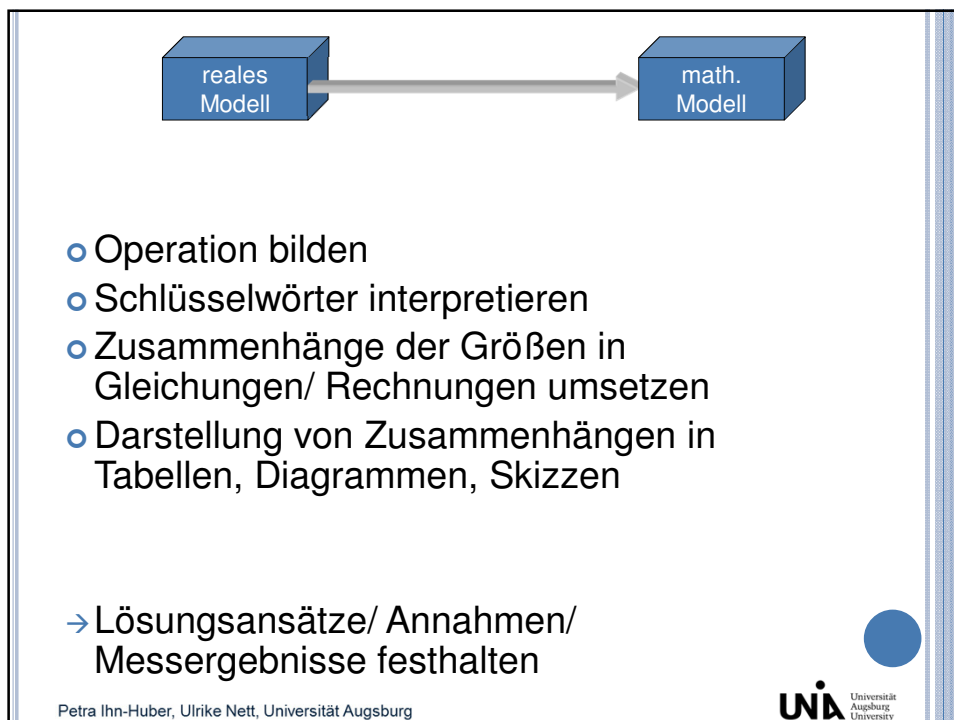 reales
Modell
math.
Modell
Operation bilden
Schlüsselwörter interpretieren
Zusammenhänge der Größen in
Gleichungen/ Rechnungen umsetzen
Darstellung von Zusammenhängen in
Tabellen, Diagrammen, Skizzen
→ Lösungsansätze/ Annahmen/
Messergebnisse festhalten
Petra Ihn-Huber, Ulrike Nett, Universität Augsburg
UNIA
Universität
Augsburg
University